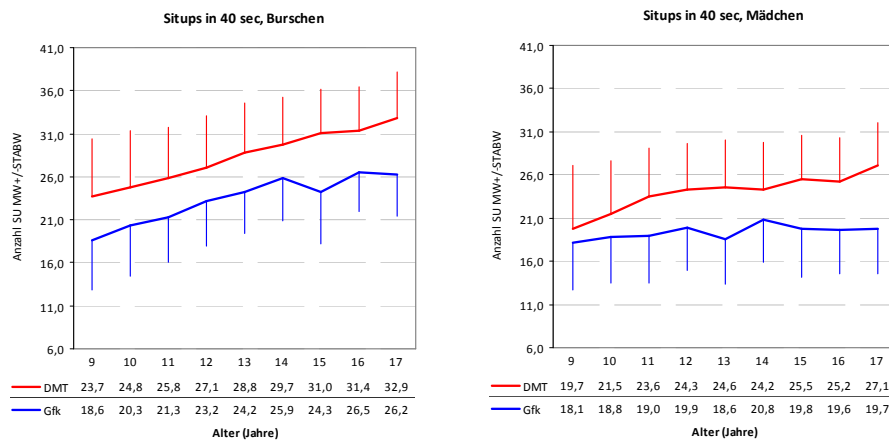 Situps in 40 sec, Burschen
41,0
36,0
31,0
26,0
21,0
16,0
11,0
6,0
Anzahl SU MW+/-STABW
9 10 11 12 13 14 15 16 17
DMT 23,7 24,8 25,8 27,1 28,8 29,7 31,0 31,4 32,9
Gfk 18,6 20,3 21,3 23,2 24,2 25,9 24,3 26,5 26,2
Alter (Jahre)
Situps in 40 sec, Mädchen
41,0
36,0
31,0
26,0
21,0
16,0
11,0
6,0
Anzahl SU MW+/-STABW
9 10 11 12 13 14 15 16 17
DMT 19,7 21,5 23,6 24,3 24,6 24,2 25,5 25,2 27,1
Gfk 18,1 18,8 19,0 19,9 18,6 20,8 19,8 19,6 19,7
Alter (Jahre)